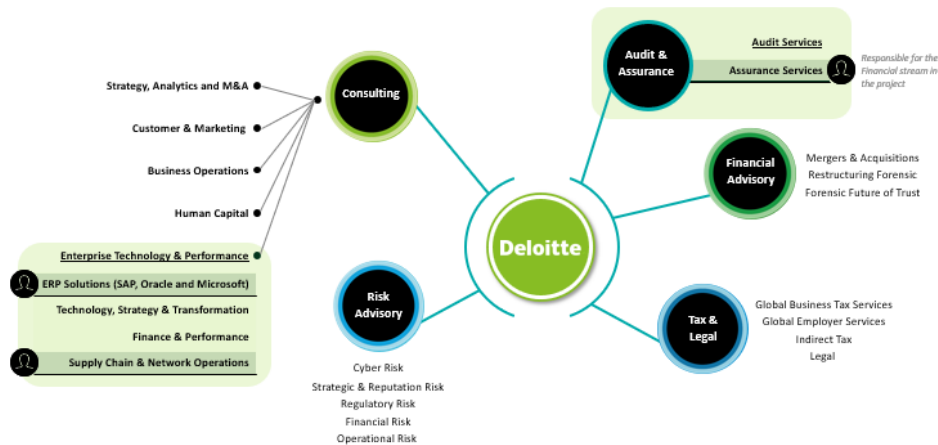 Audit &
Assurance
Audit Services
Assurance Services
Responsible for the
Financial stream in
the project
Consulting
Strategy, Analytics and M&A
Customer & Marketing
Business Operations
Human Capital
Enterprise Technology & Performance
ERP Solutions (SAP, Oracle and Microsoft)
Technology, Strategy & Transformation
Finance & Performance
Supply Chain & Network Operations
Financial
Advisory
Mergers & Acquisitions
Restructuring Forensic
Forensic Future of Trust
Deloitte
Risk
Advisory
Cyber Risk
Strategic & Reputation Risk
Regulatory Risk
Financial Risk
Operational Risk
Tax &
Legal
Global Business Tax Services
Global Employer Services
Indirect Tax
Legal